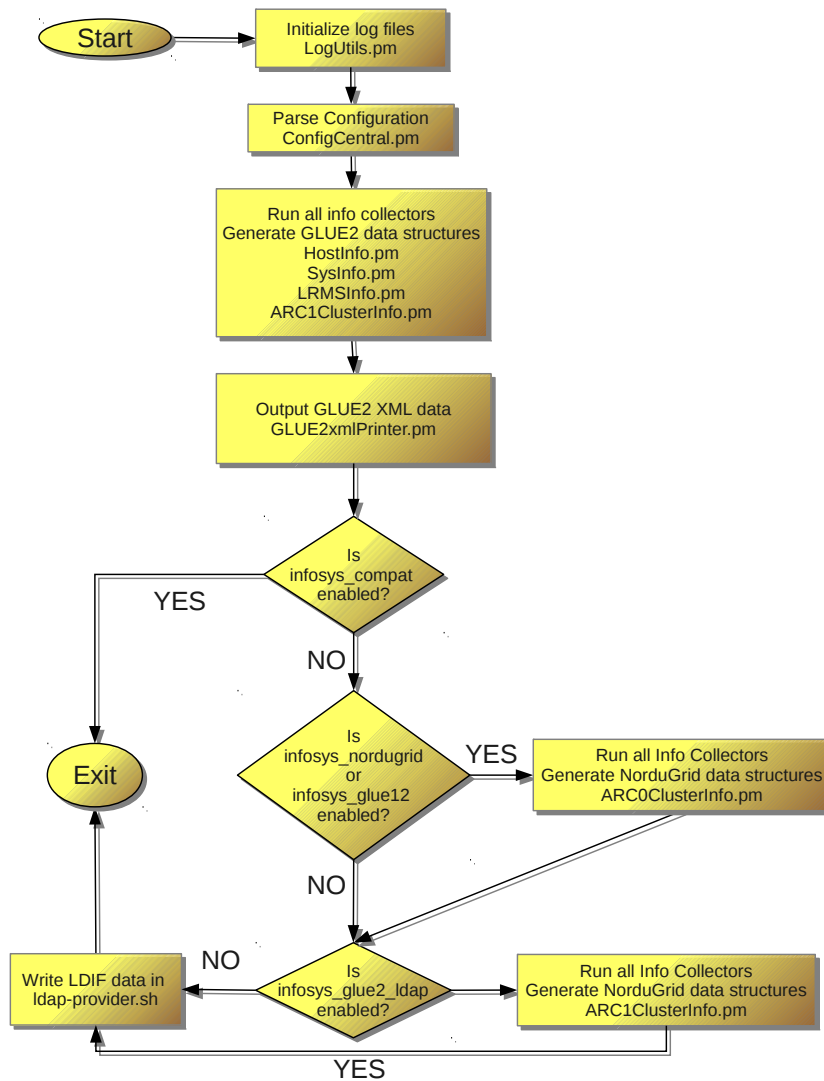 Start
Initialize log files
LogUtils.pm
Parse Configuration
ConfigCentral.pm
Run all info collectors
Generate GLUE2 data structures
HostInfo.pm
SysInfo.pm
LRMSInfo.pm
ARC1ClusterInfo.pm
Output GLUE2 XML data
GLUE2xmlPrinter.pm
Is
infosys_compat
enabled?
YES
NO
Exit
Is
infosys_nordugrid
or
infosys_glue12
enabled?
YES
Run all Info Collectors
Generate NorduGrid data structures
ARC0ClusterInfo.pm
NO
Is
infosys_glue2_ldap
enabled?
NO
Write LDIF data in
ldap-provider.sh
Run all Info Collectors
Generate NorduGrid data structures
ARC1ClusterInfo.pm
YES